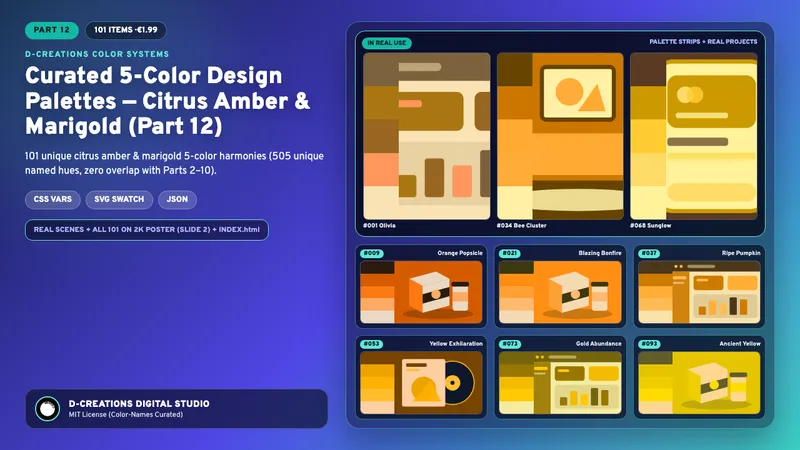 PART 12
101 ITEMS ·€1.99
D-CREATIONS COLOR SYSTEMS
Curated 5-Color Design
Palettes – Citrus Amber &
Marigold (Part 12)
101 unique citrus amber & marigold 5-color harmonies (505 unique
named hues, zero overlap with Parts 2–10).
CSS VARS
SVG SWATCH
JSON
REAL SCENES + ALL 101 ON 2K POSTER (SLIDE 2) + INDEX.html
D-CREATIONS DIGITAL STUDIO
MIT License (Color-Names Curated)
IN REAL USE
PALETTE STRIPS + REAL PROJECTS
#001 Olivia
#034 Bee Cluster
#068 Sunglow
#009
Orange Popsicle
#021
Blazing Bonfire
#037
Ripe Pumpkin
#053
Yellow Exhilaration
#073
Gold Abundance
#093
Ancient Yellow